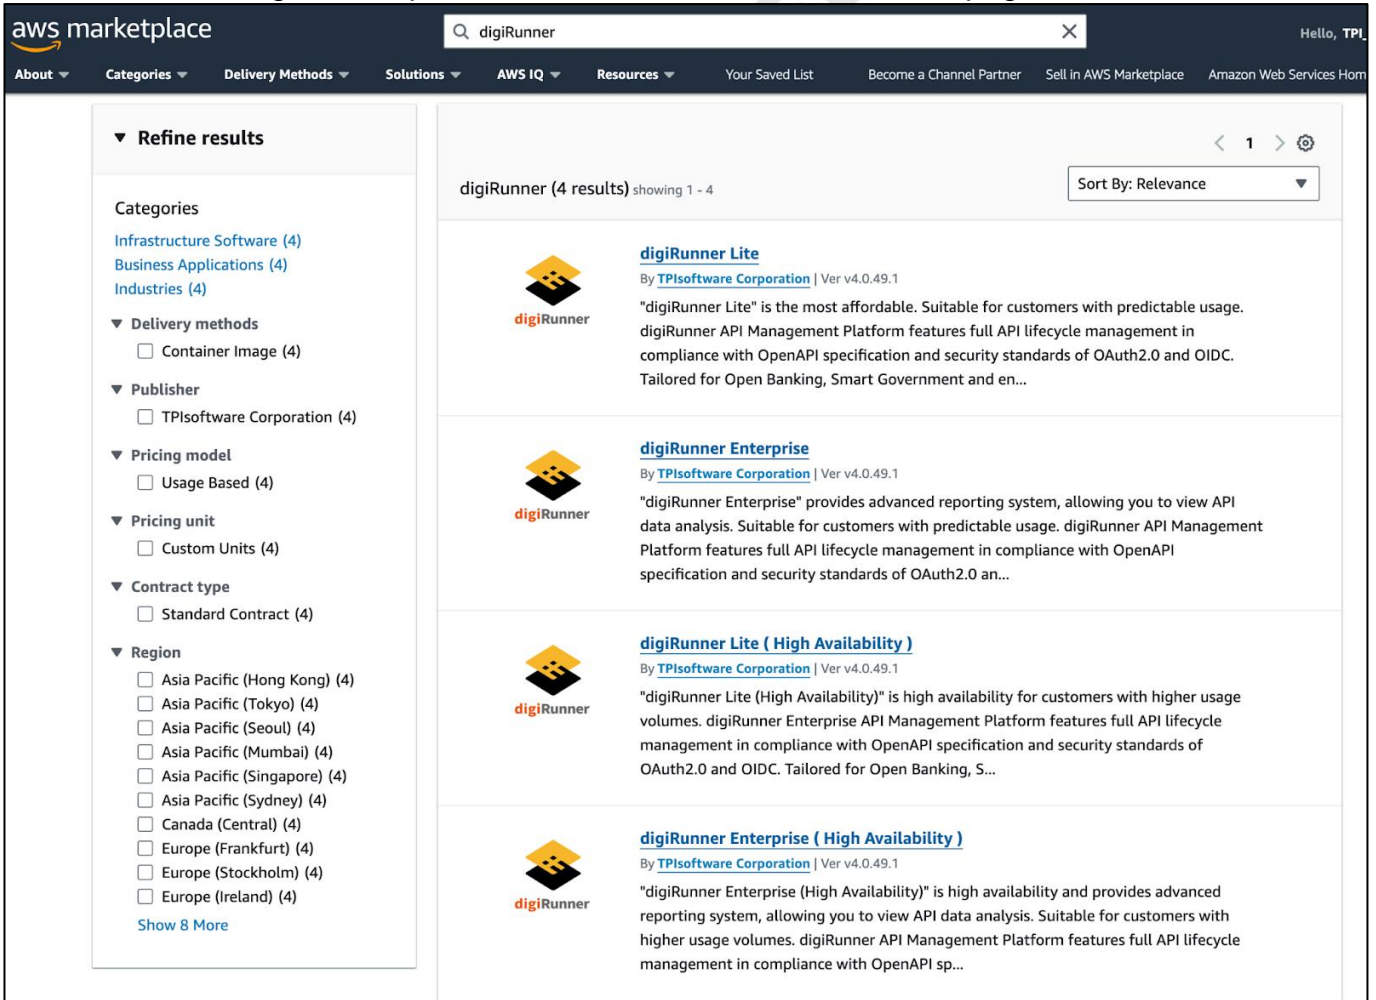 aws marketplace
digiRunner
Hello, TPI_
About
Categories
Delivery Methods
Solutions
AWS IQ
Resources
Your Saved List
Become a Channel Partner
Sell in AWS Marketplace
Amazon Web Services Hom
Refine results
Categories
Infrastructure Software (4)
Business Applications (4)
Industries (4)
Delivery methods
Container Image (4)
Publisher
TPIsoftware Corporation (4)
Pricing model
Usage Based (4)
Pricing unit
Custom Units (4)
Contract type
Standard Contract (4)
Region
Asia Pacific (Hong Kong) (4)
Asia Pacific (Tokyo) (4)
Asia Pacific (Seoul) (4)
Asia Pacific (Mumbai) (4)
Asia Pacific (Singapore) (4)
Asia Pacific (Sydney) (4)
Canada (Central) (4)
Europe (Frankfurt) (4)
Europe (Stockholm) (4)
Europe (Ireland) (4)
Show 8 More
1
digiRunner (4 results) showing 1 - 4
Sort By: Relevance
digiRunner
digiRunner Lite
By TPIsoftware Corporation | Ver v4.0.49.1
"digiRunner Lite" is the most affordable. Suitable for customers with predictable usage.
digiRunner API Management Platform features full API lifecycle management in
compliance with OpenAPI specification and security standards of OAuth2.0 and OIDC.
Tailored for Open Banking, Smart Government and en...
digiRunner
digiRunner Enterprise
By TPIsoftware Corporation | Ver v4.0.49.1
"digiRunner Enterprise" provides advanced reporting system, allowing you to view API
data analysis. Suitable for customers with predictable usage. digiRunner API Management
Platform features full API lifecycle management in compliance with OpenAPI
specification and security standards of OAuth2.0 an...
digiRunner
digiRunner Lite ( High Availability )
By TPIsoftware Corporation | Ver v4.0.49.1
"digiRunner Lite (High Availability)" is high availability for customers with higher usage
volumes. digiRunner Enterprise API Management Platform features full API lifecycle
management in compliance with OpenAPI specification and security standards of
OAuth2.0 and OIDC. Tailored for Open Banking, S...
digiRunner
digiRunner Enterprise ( High Availability )
By TPIsoftware Corporation | Ver v4.0.49.1
"digiRunner Enterprise (High Availability)" is high availability and provides advanced
reporting system, allowing you to view API data analysis. Suitable for customers with
higher usage volumes. digiRunner API Management Platform features full API lifecycle
management in compliance with OpenAPI sp...